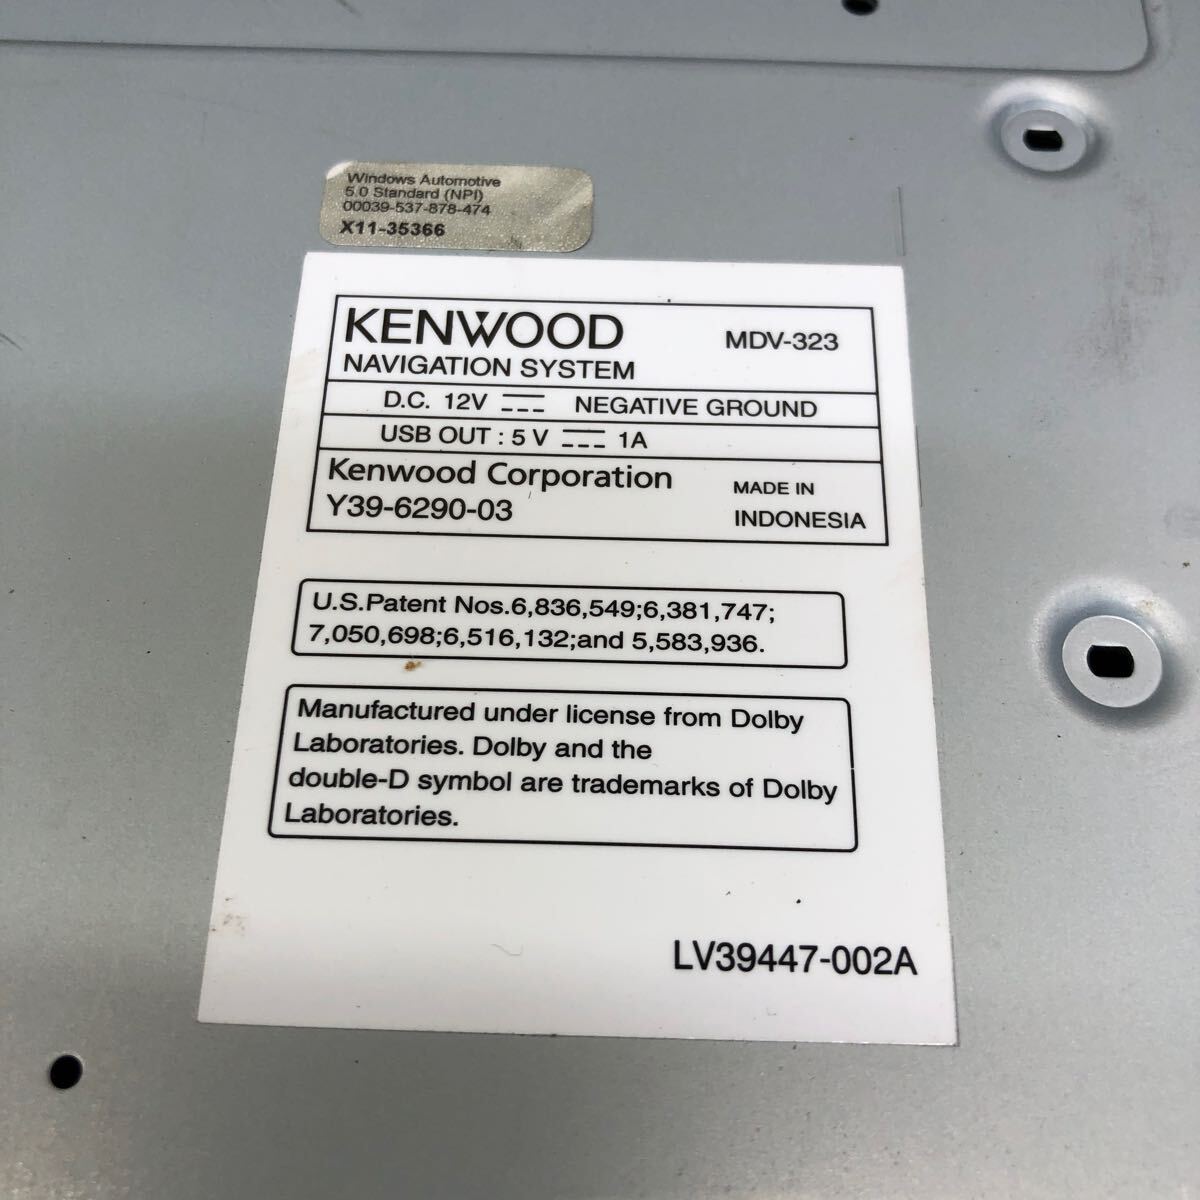 Windows Automotive
5.0 Standard (NPI)
00039-537-878-474
X11-35366
KENWOOD MDV-323
NAVIGATION SYSTEM
D.C. 12V NEGATIVE GROUND
USB OUT : 5 V 1A
Kenwood Corporation MADE IN
Y39-6290-03 INDONESIA
U.S.Patent Nos.6,836,549;6,381,747;
7,050,698;6,516,132;and 5,583,936.
Manufactured under license from Dolby
Laboratories. Dolby and the
double-D symbol are trademarks of Dolby
Laboratories.
LV39447-002A